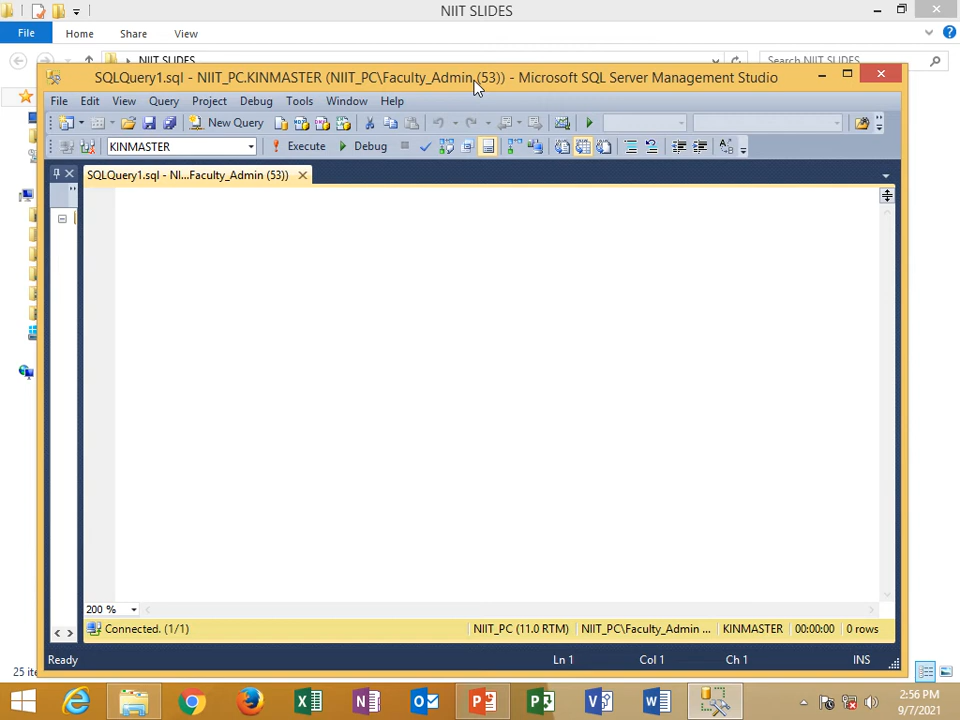 NIIT SLIDES
File Home Share View
NIIT SLIDES
Search NIIT SLIDES
SQLQuery1.sql - NIIT_PC.KINMASTER (NIIT_PC\Faculty_Admin (53)) - Microsoft SQL Server Management Studio
File Edit View Query Project Debug Tools Window Help
New Query
KINMASTER Execute Debug
SQLQuery1.sql - NI...Faculty_Admin (53))
200 %
Connected. (1/1) NIIT_PC (11.0 RTM) NIIT_PC\Faculty_Admin ... KINMASTER 00:00:00 0 rows
Ready Ln 1 Col 1 Ch 1 INS
25 ite
2:56 PM
9/7/2021